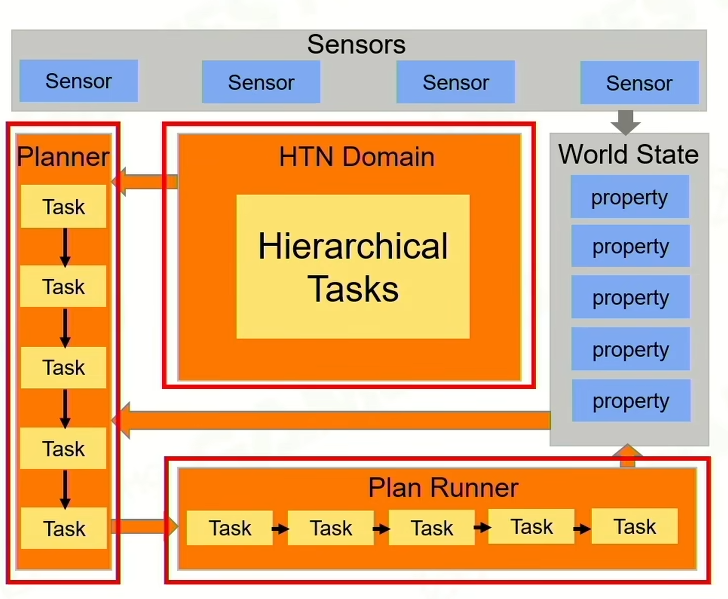 Sensors
Sensor
Sensor
Sensor
Sensor
Planner
Task
Task
Task
Task
Task
HTN Domain
Hierarchical
Tasks
World State
property
property
property
property
property
Plan Runner
Task
Task
Task
Task
Task